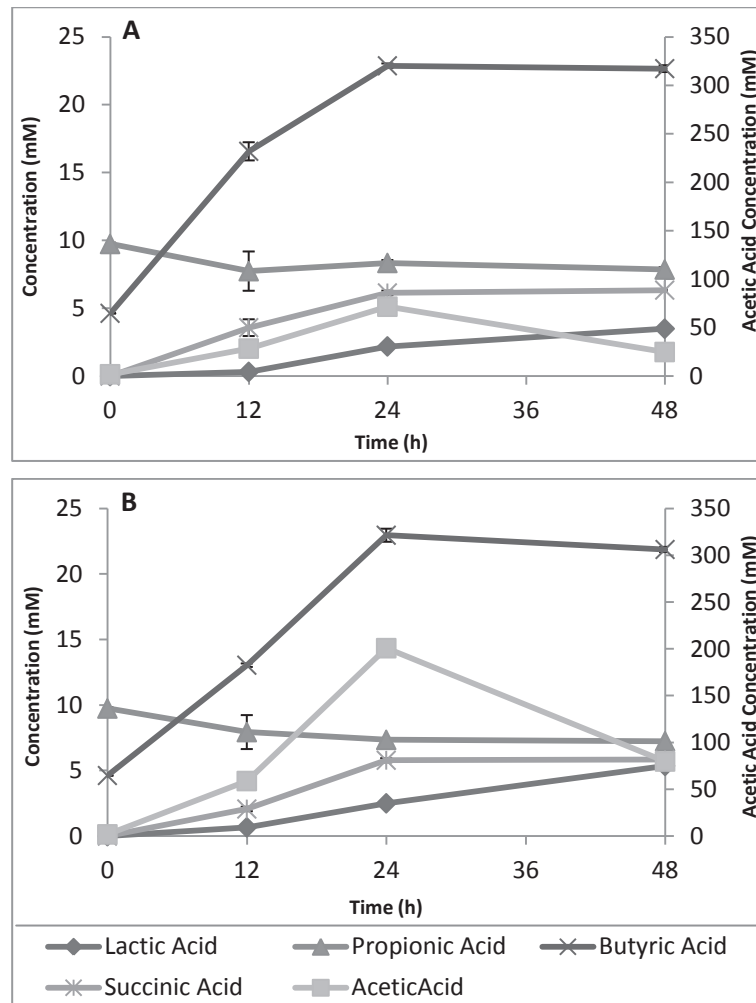 A
25
20
15
10
5
0
Concentration (mM)
350
300
250
200
150
100
50
0
Acetic Acid Concentration (mM)
0 12 24 36 48
Time (h)
B
25
20
15
10
5
0
Concentration (mM)
350
300
250
200
150
100
50
0
Acetic Acid Concentration (mM)
0 12 24 36 48
Time (h)
Lactic Acid Propionic Acid Butyric Acid
Succinic Acid AceticAcid